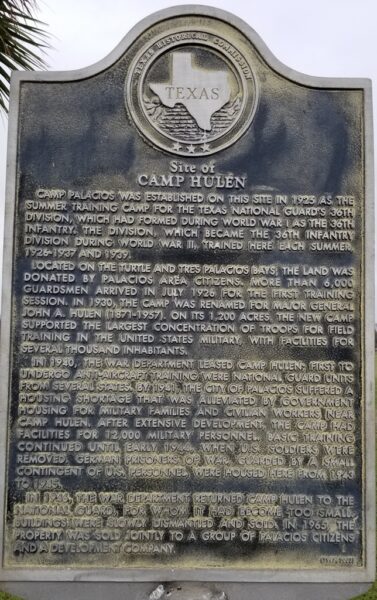 TEXAS HISTORICAL COMMISSION
TEXAS
Site of
CAMP HULEN
CAMP PALACIOS WAS ESTABLISHED ON THIS SITE IN 1925 AS THE
SUMMER TRAINING CAMP FOR THE TEXAS NATIONAL GUARD'S 36TH
DIVISION, WHICH HAD FORMED DURING WORLD WAR I AS THE 36TH
INFANTRY. THE DIVISION, WHICH BECAME THE 36TH INFANTRY
DIVISION DURING WORLD WAR II, TRAINED HERE EACH SUMMER,
1926-1937 AND 1939.
LOCATED ON THE TURTLE AND TRES PALACIOS BAYS, THE LAND WAS
DONATED BY PALACIOS AREA CITIZENS. MORE THAN 6,000
GUARDSMEN ARRIVED IN JULY 1926 FOR THE FIRST TRAINING
SESSION. IN 1930, THE CAMP WAS RENAMED FOR MAJOR GENERAL
JOHN A. HULEN (1871-1957). ON ITS 1,200 ACRES, THE NEW CAMP
SUPPORTED THE LARGEST CONCENTRATION OF TROOPS FOR FIELD
TRAINING IN THE UNITED STATES MILITARY, WITH FACILITIES FOR
SEVERAL THOUSAND INHABITANTS.
IN 1940, THE WAR DEPARTMENT LEASED CAMP HULEN; FIRST TO
UNDERGO ANTI-AIRCRAFT TRAINING WERE NATIONAL GUARD UNITS
FROM SEVERAL STATES. BY 1941, THE CITY OF PALACIOS SUFFERED A
HOUSING SHORTAGE THAT WAS ALLEVIATED BY GOVERNMENT
HOUSING FOR MILITARY FAMILIES AND CIVILIAN WORKERS NEAR
CAMP HULEN. AFTER EXTENSIVE DEVELOPMENT, THE CAMP HAD
FACILITIES FOR 12,000 MILITARY PERSONNEL. BASIC TRAINING
CONTINUED UNTIL EARLY 1944, WHEN U.S. SOLDIERS WERE
REMOVED. GERMAN PRISONERS OF WAR, GUARDED BY A SMALL
CONTINGENT OF U.S. PERSONNEL, WERE HOUSED HERE FROM 1943
TO 1945.
IN 1946, THE WAR DEPARTMENT RETURNED CAMP HULEN TO THE
NATIONAL GUARD, FOR WHOM IT HAD BECOME TOO SMALL.
BUILDINGS WERE SLOWLY DISMANTLED AND SOLD. IN 1965, THE
PROPERTY WAS SOLD JOINTLY TO A GROUP OF PALACIOS CITIZENS
AND A DEVELOPMENT COMPANY.